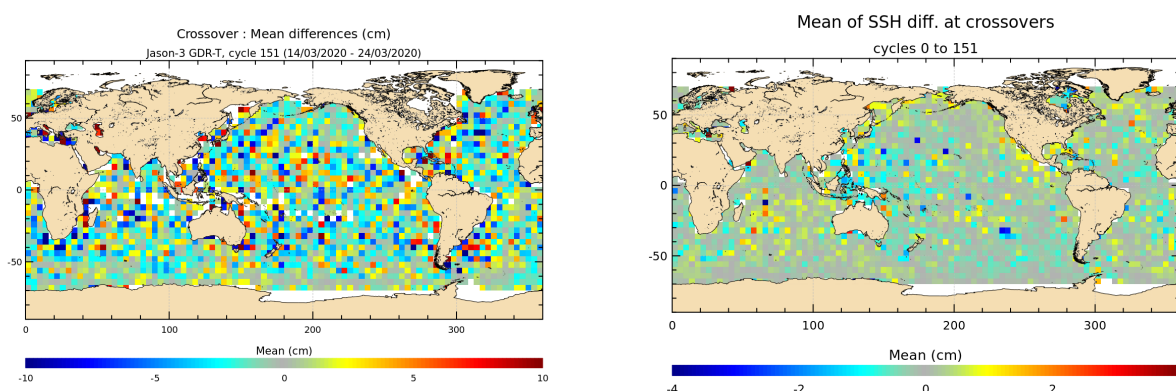 Crossover : Mean differences (cm)
Jason-3 GDR-T, cycle 151 (14/03/2020 - 24/03/2020)
50
0
-50
0 100 200 300
Mean (cm)
-10 -5 0 5 10
Mean of SSH diff. at crossovers
cycles 0 to 151
50
0
-50
0 100 200 300
Mean (cm)
-4 -2 0 2